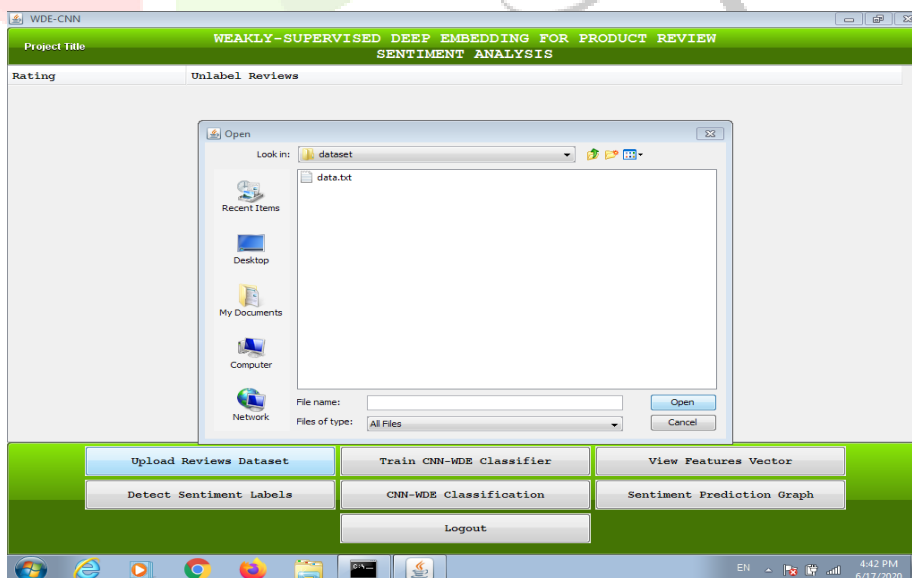 WDE-CNN
Project Title
WEAKLY-SUPERVISED DEEP EMBEDDING FOR PRODUCT REVIEW
SENTIMENT ANALYSIS
Rating
Unlabel Reviews
Open
Look in:
dataset
data.txt
Recent Items
Desktop
My Documents
Computer
Network
File name:
Open
Files of type:
All Files
Cancel
Upload Reviews Dataset
Train CNN-WDE Classifier
View Features Vector
Detect Sentiment Labels
CNN-WDE Classification
Sentiment Prediction Graph
Logout
EN
4:42 PM
6/17/2020